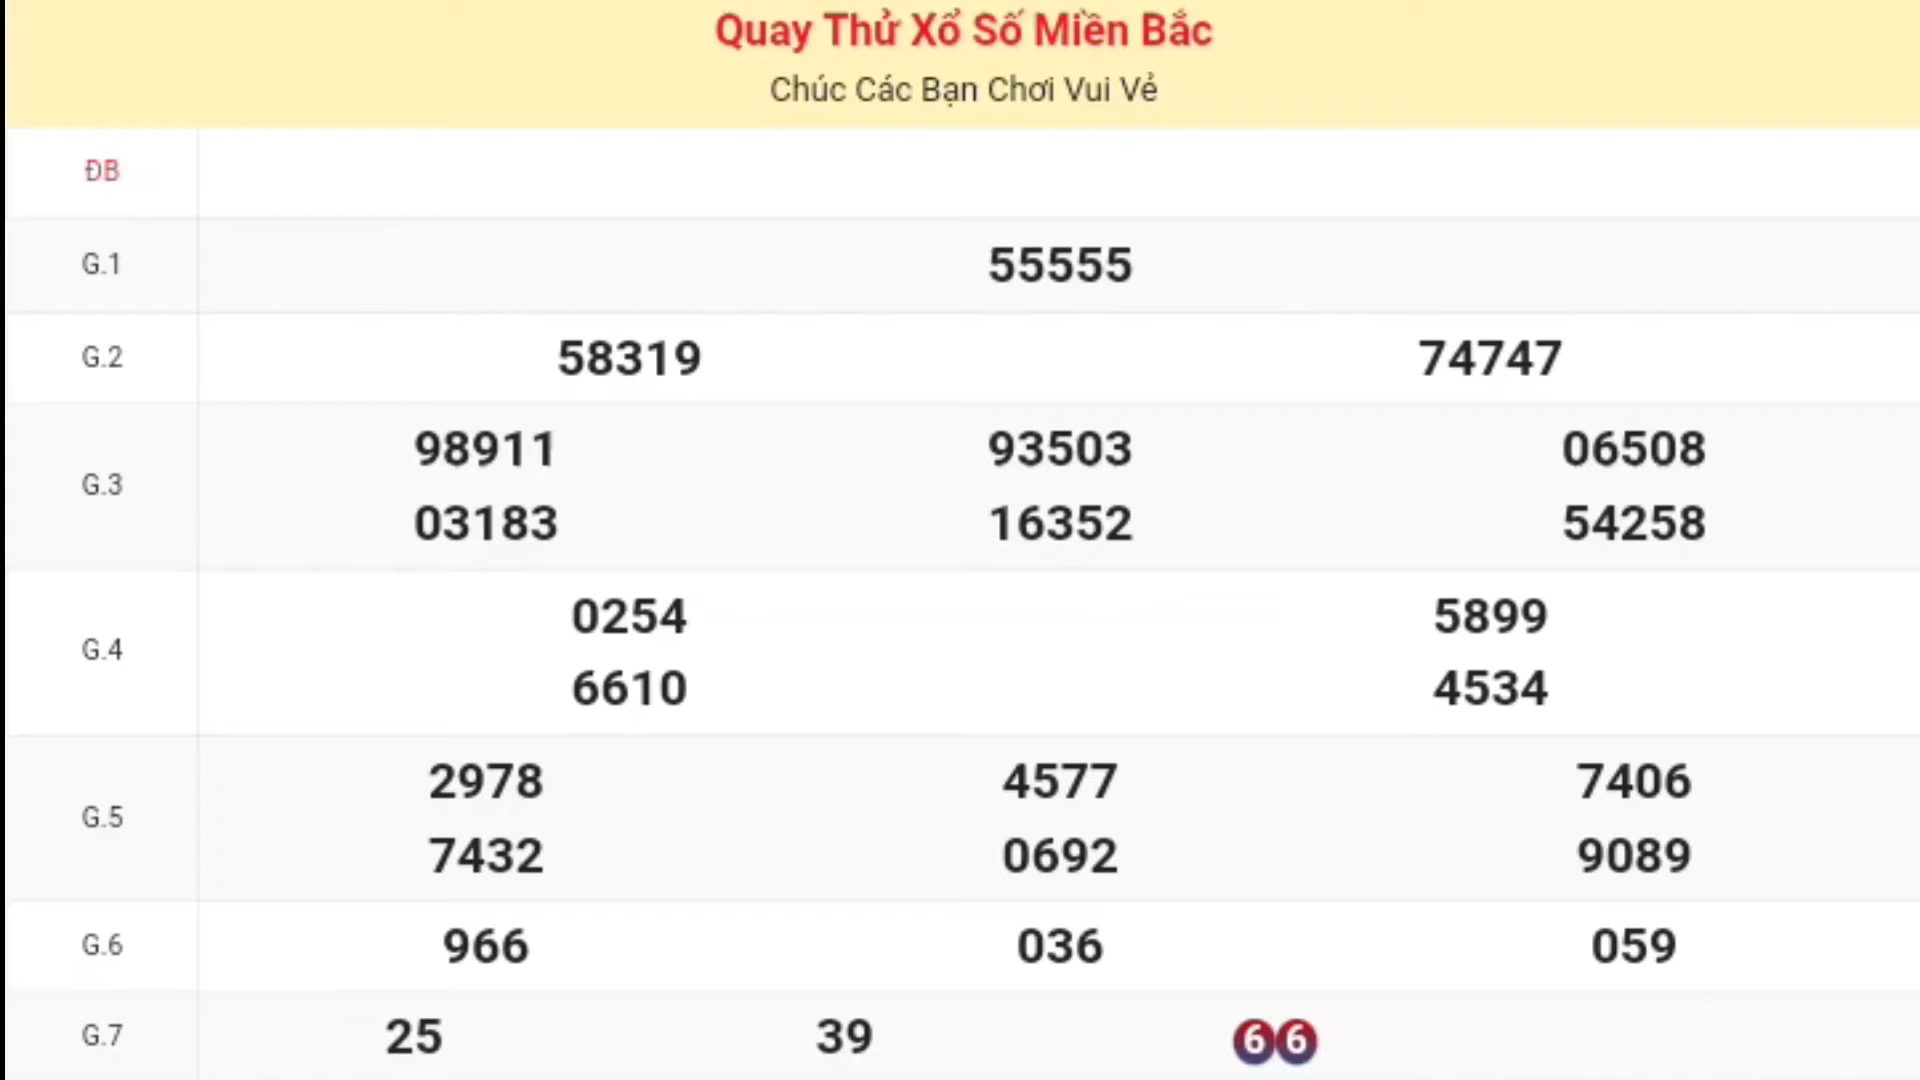 Quay Thử Xổ Số Miền Bắc
Chúc Các Bạn Chơi Vui Vẻ
ĐB
G.1 55555
G.2 58319 74747
G.3
98911 93503 06508
03183 16352 54258
G.4
0254 5899
6610 4534
G.5
2978 4577 7406
7432 0692 9089
G.6 966 036 059
G.7 25 39 66